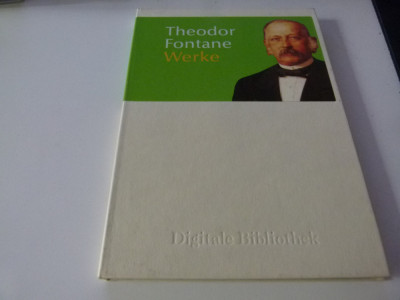 Theodor
Fontane
Werke
Digitale Bibliothek